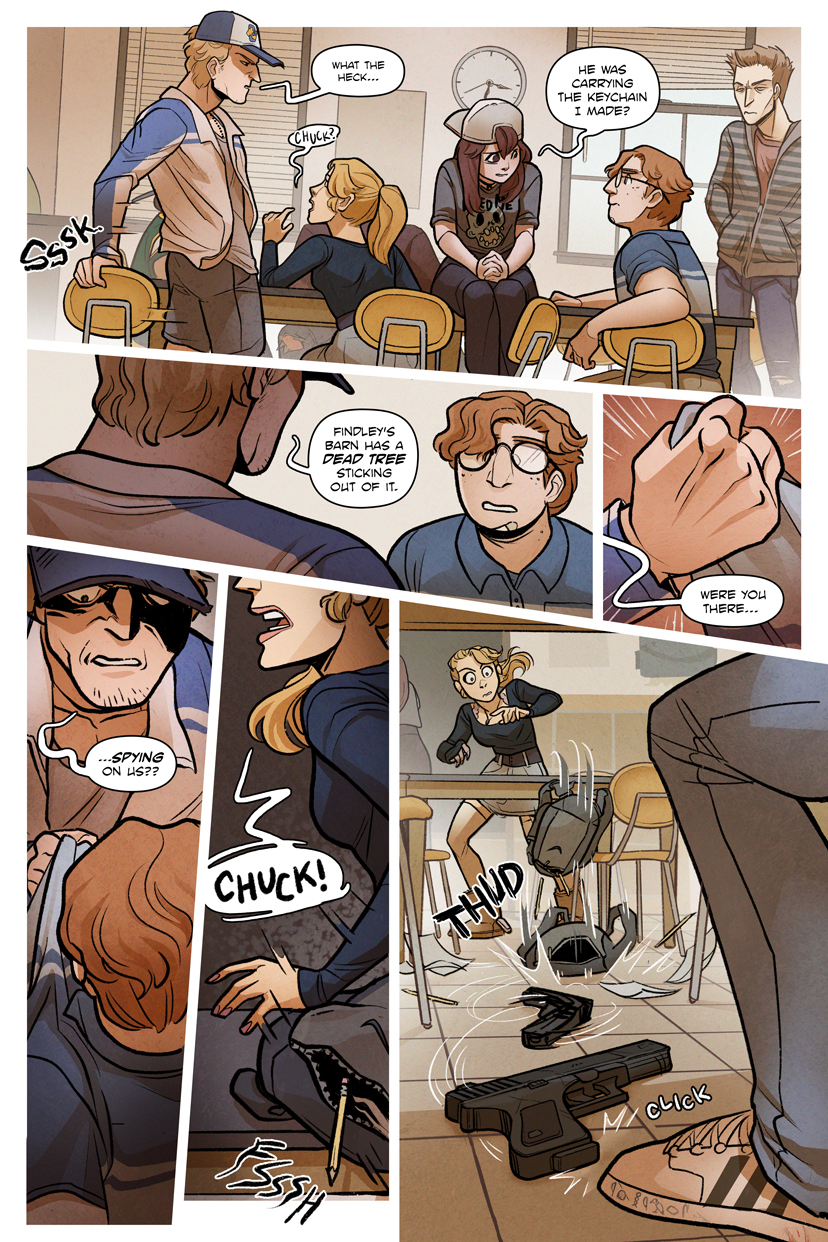 WHAT THE
HECK...
CHUCK?
HE WAS
CARRYING
THE KEYCHAIN
I MADE?
SSSK
FINDLEY'S
BARN HAS A
DEAD TREE
STICKING
OUT OF IT.
WERE YOU
THERE...
...SPYING
ON US??
CHUCK!
FSSSSH
THUD
CLICK